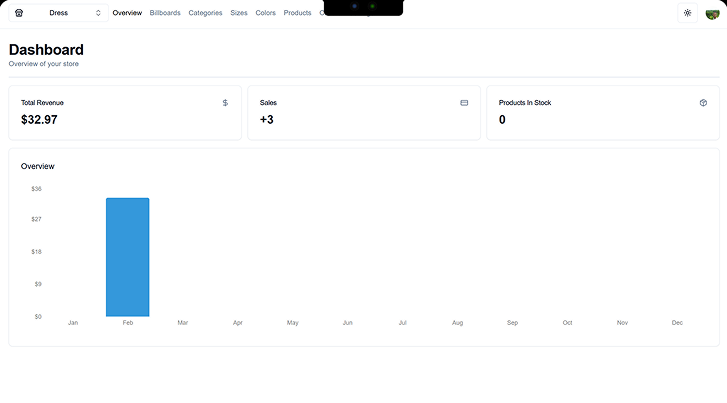 Dress Overview Billboards Categories Sizes Colors Products
Dashboard
Overview of your store
Total Revenue
$32.97
Sales
+3
Products In Stock
0
Overview
$36
$27
$18
$9
$0
Jan Feb Mar Apr May Jun Jul Aug Sep Oct Nov Dec